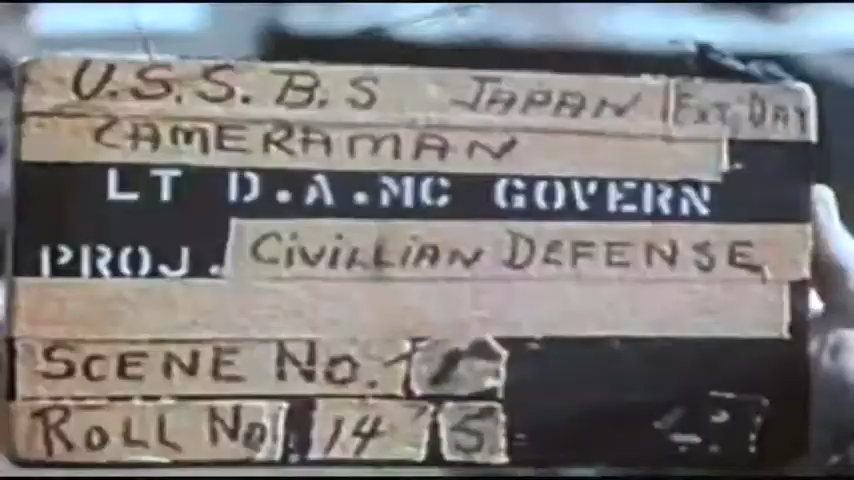 U.S.S.B.S JAPAN EXT. DAY
CAMERAMAN
LT D.A.MC GOVERN
PROJ. CIVILLIAN DEFENSE
SCENE No.
ROLL No. 14 5